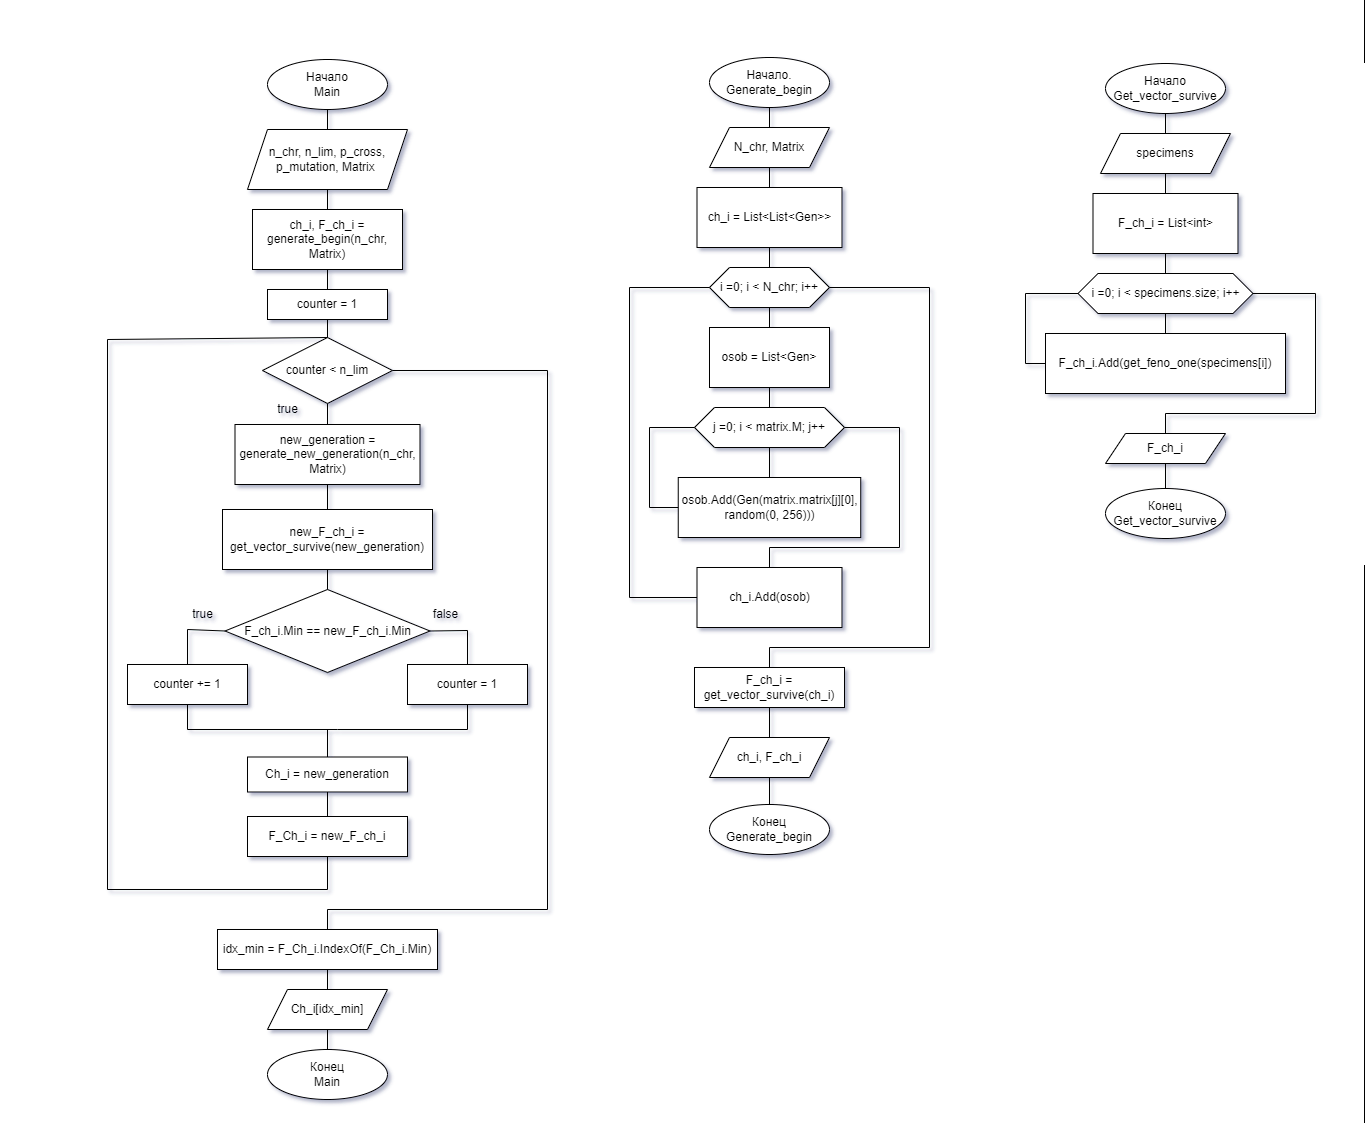 Начало
Main
n_chr, n_lim, p_cross,
p_mutation, Matrix
ch_i, F_ch_i =
generate_begin(n_chr,
Matrix)
counter = 1
counter < n_lim
true
new_generation =
generate_new_generation(n_chr,
Matrix)
new_F_ch_i =
get_vector_survive(new_generation)
true
false
F_ch_i.Min == new_F_ch_i.Min
counter += 1
counter = 1
Ch_i = new_generation
F_Ch_i = new_F_ch_i
idx_min = F_Ch_i.IndexOf(F_Ch_i.Min)
Ch_i[idx_min]
Конец
Main
Начало.
Generate_begin
N_chr, Matrix
ch_i = List<List<Gen>>
i =0; i < N_chr; i++
osob = List<Gen>
j =0; i < matrix.M; j++
osob.Add(Gen(matrix.matrix[j][0],
random(0, 256)))
ch_i.Add(osob)
F_ch_i =
get_vector_survive(ch_i)
ch_i, F_ch_i
Конец
Generate_begin
Начало
Get_vector_survive
specimens
F_ch_i = List<int>
i =0; i < specimens.size; i++
F_ch_i.Add(get_feno_one(specimens[i])
F_ch_i
Конец
Get_vector_survive